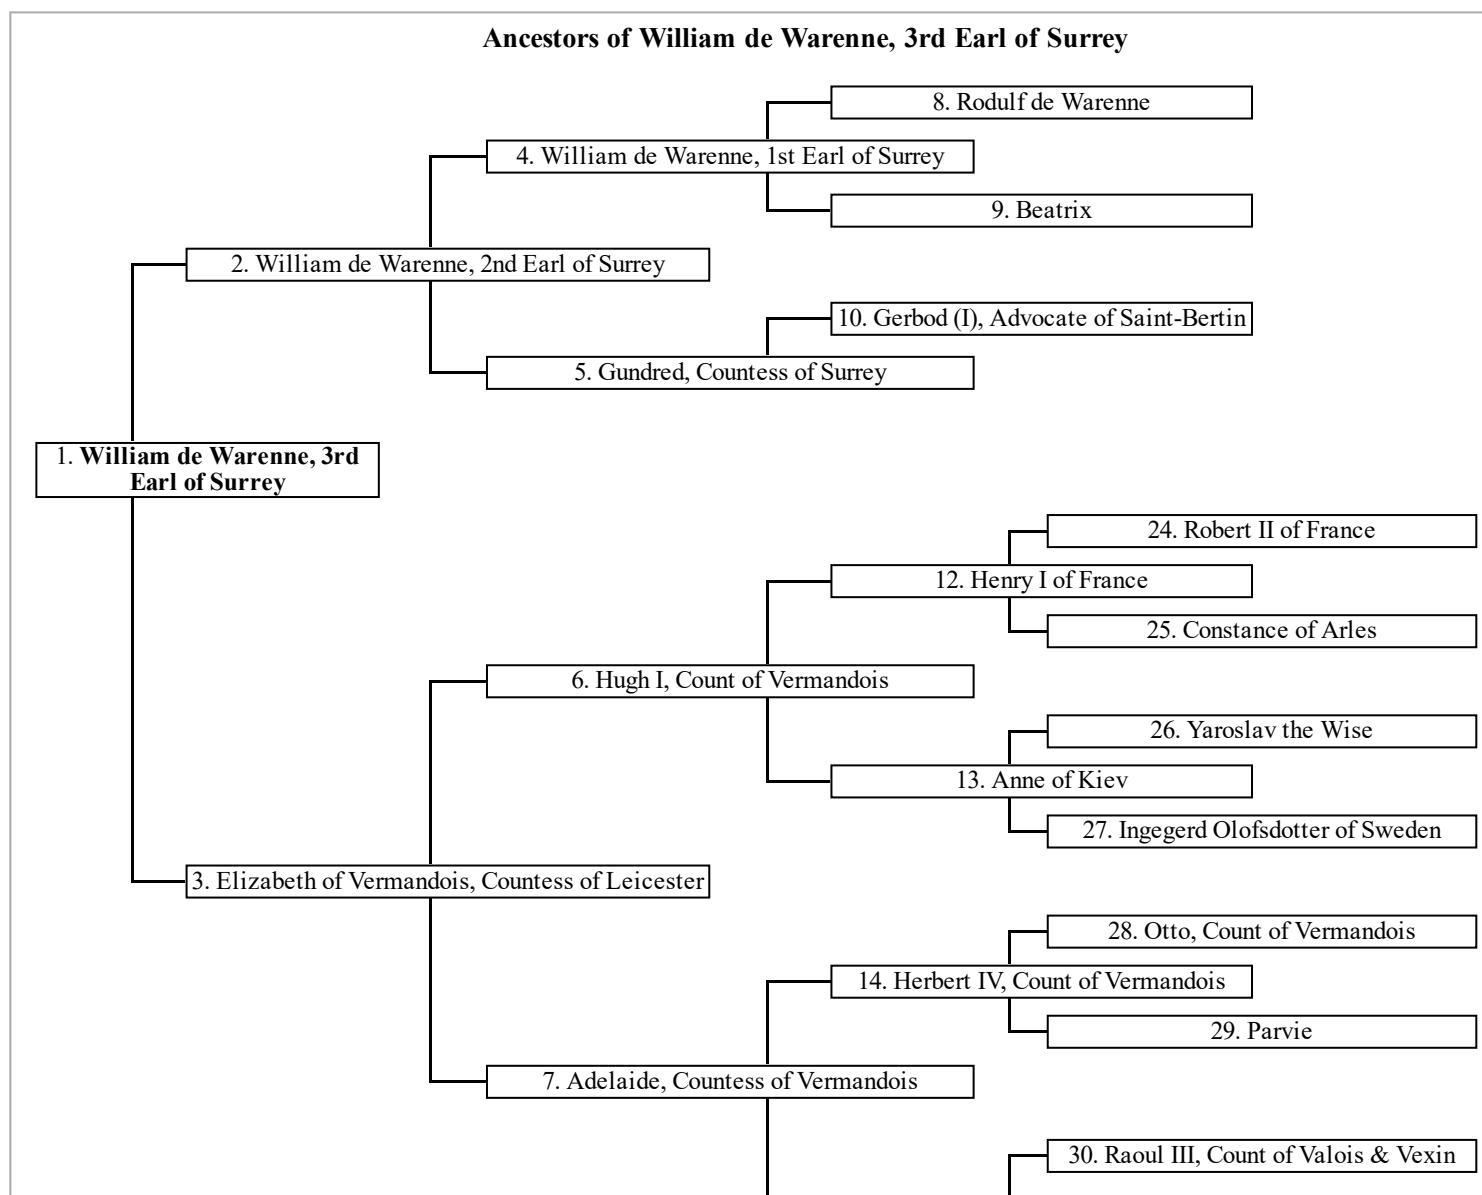 Ancestors of William de Warenne, 3rd Earl of Surrey
8. Rodulf de Warenne
4. William de Warenne, 1st Earl of Surrey
9. Beatrix
2. William de Warenne, 2nd Earl of Surrey
10. Gerbod (I), Advocate of Saint-Bertin
5. Gundred, Countess of Surrey
1. William de Warenne, 3rd
Earl of Surrey
24. Robert II of France
12. Henry I of France
25. Constance of Arles
6. Hugh I, Count of Vermandois
26. Yaroslav the Wise
13. Anne of Kiev
27. Ingegerd Olofsdotter of Sweden
3. Elizabeth of Vermandois, Countess of Leicester
28. Otto, Count of Vermandois
14. Herbert IV, Count of Vermandois
29. Parvie
7. Adelaide, Countess of Vermandois
30. Raoul III, Count of Valois & Vexin